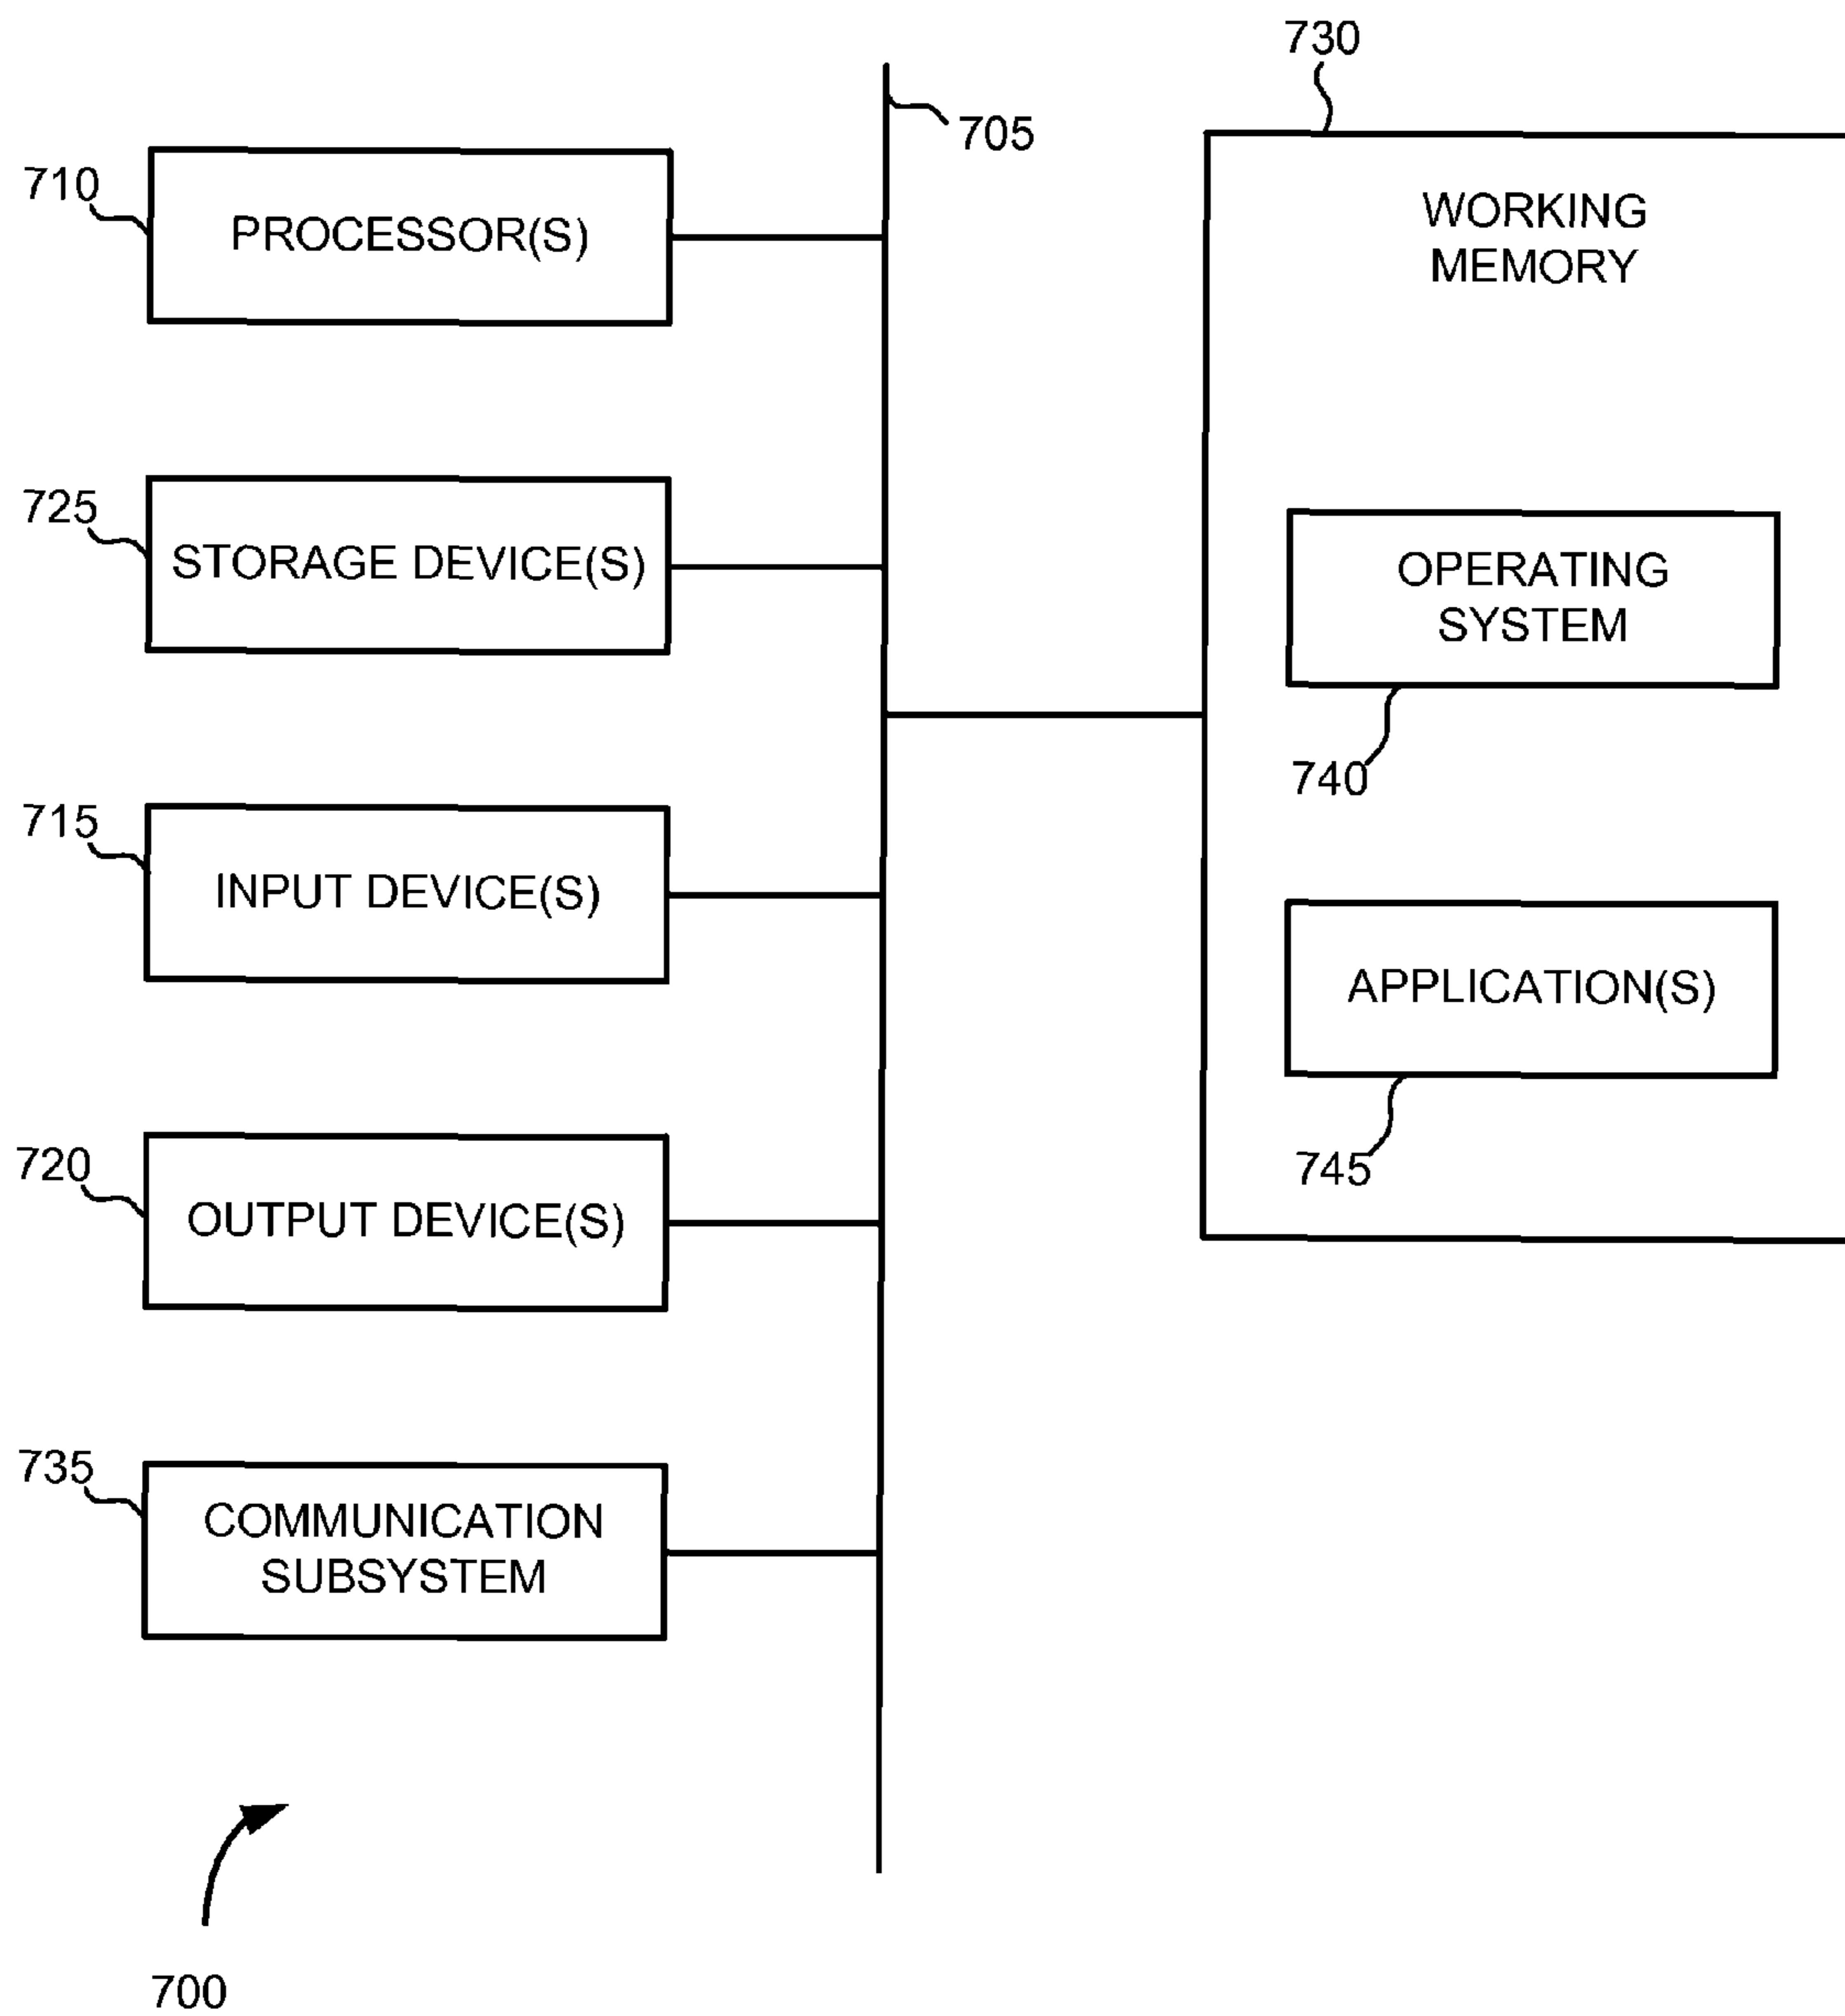 730
705
710
PROCESSOR(S)
WORKING
MEMORY
725
STORAGE DEVICE(S)
OPERATING
SYSTEM
740
715
INPUT DEVICE(S)
APPLICATION(S)
745
720
OUTPUT DEVICE(S)
735
COMMUNICATION
SUBSYSTEM
700